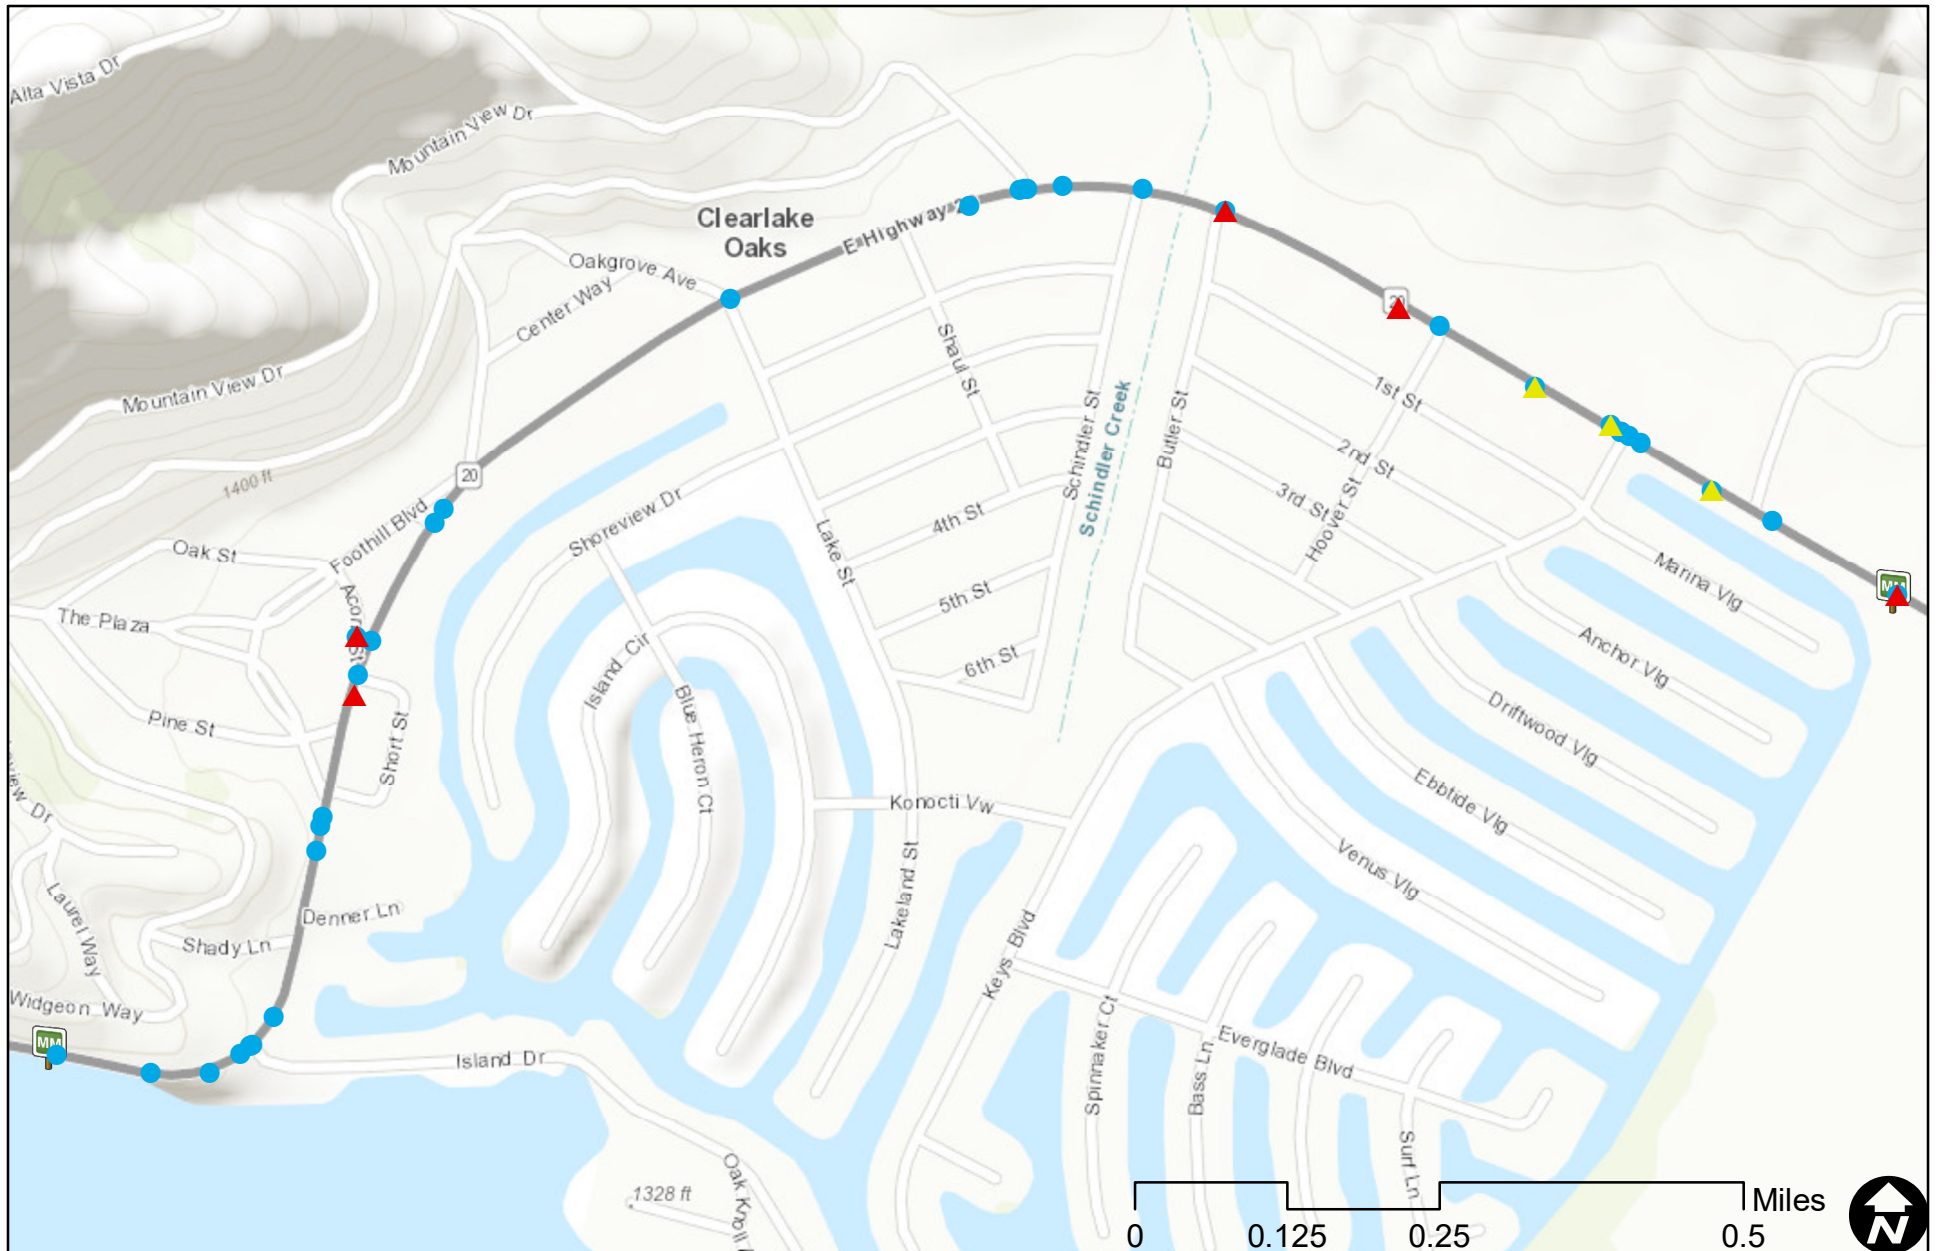 Alta Vista Dr
Mountain View Dr
Clearlake
Oaks
E Highway
Oakgrove Ave
Center Way
Mountain View Dr
Shaul St
1st St
Schindler St
Schindler Creek
Butler St
2nd St
3rd St
Hoover St
20
1400 ft
Foothill Blvd
Oak St
Shoreview Dr
Lake St
4th St
5th St
6th St
Marina Vlg
MM
Acorn St
The Plaza
Anchor Vlg
Island Cir
Blue Heron Ct
Driftwood Vlg
Pine St
Short St
Ebbtide Vlg
Konocti Vw
Venus Vlg
Laurel Way
Denner Ln
Shady Ln
Lakeland St
Keys Blvd
Widgeon Way
MM
Island Dr
Spinnaker Ct
Bass Ln
Everglade Blvd
Surf Ln
Oak Knoll
1328 ft
Miles
0
0.125
0.25
0.5
N